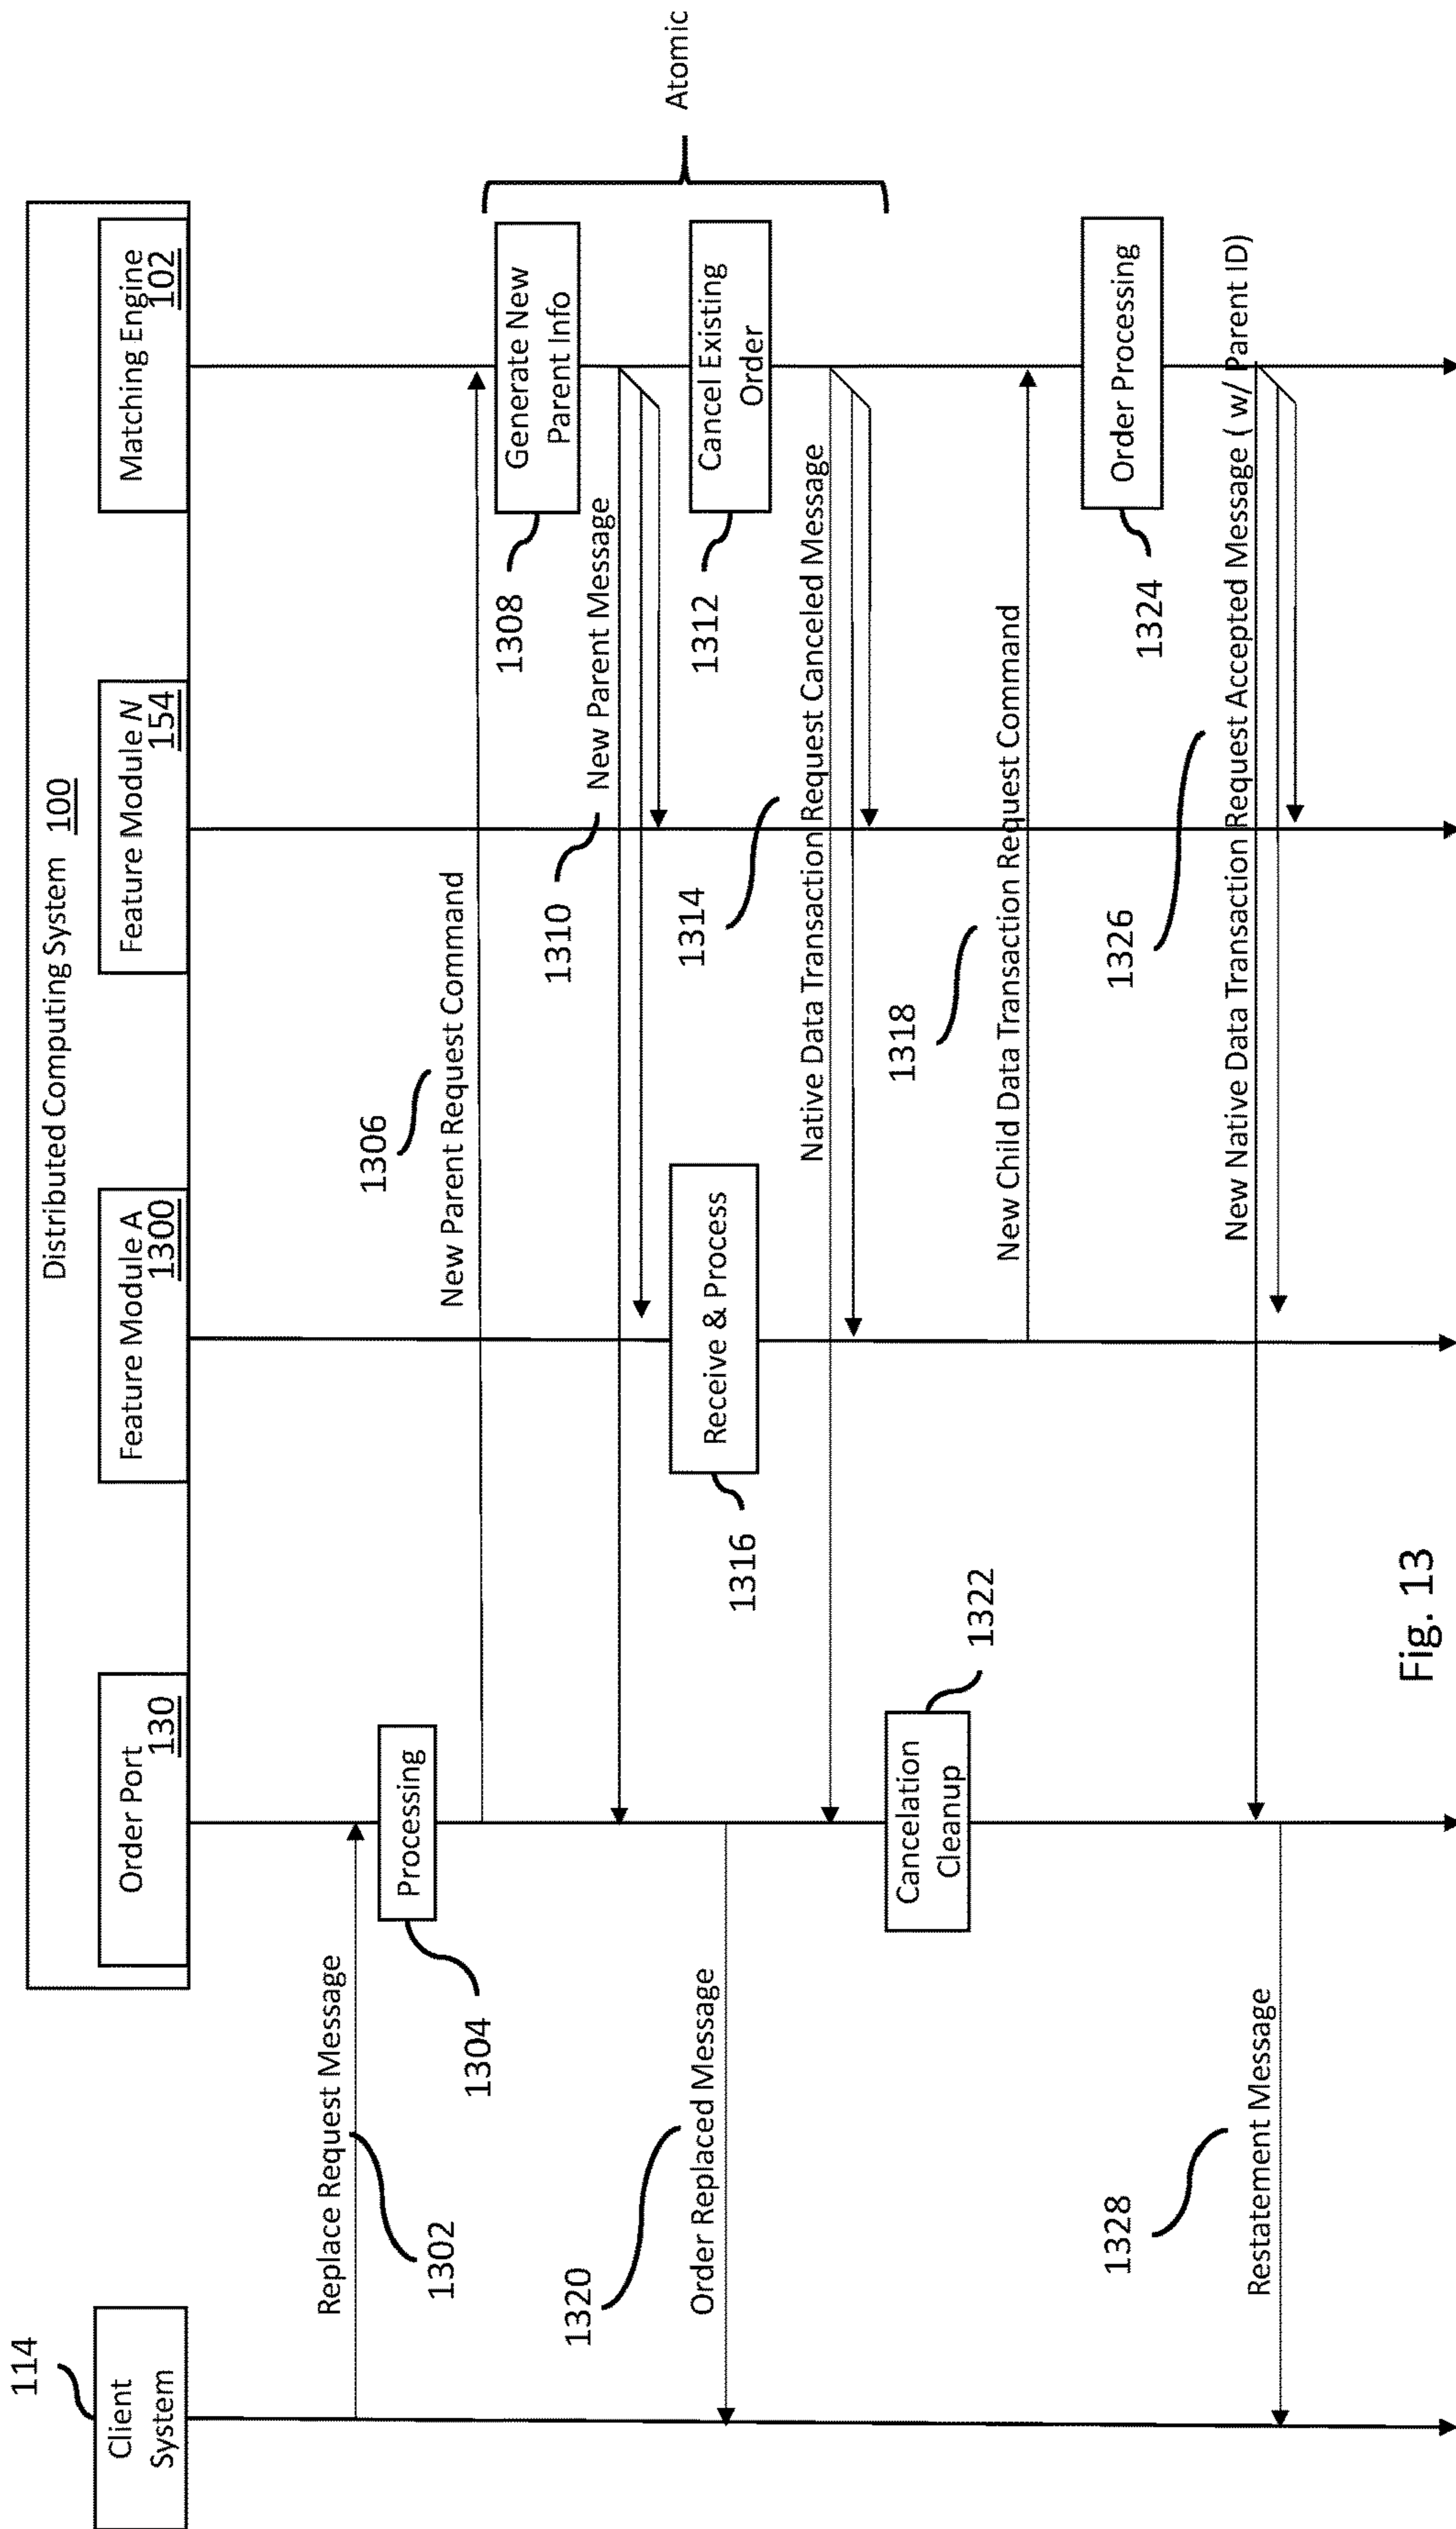 114
Client
System
Distributed Computing System 100
Order Port
130
Feature Module A
1300
Feature Module N
154
Matching Engine
102
Replace Request Message
1302
Processing
1304
New Parent Request Command
1306
Generate New
Parent Info
1308
Atomic
New Parent Message
1310
Cancel Existing
Order
1312
Receive & Process
1316
Order Replaced Message
1320
Native Data Transaction Request Canceled Message
1314
Cancelation
Cleanup
1322
New Child Data Transaction Request Command
1318
Order Processing
1324
New Native Data Transaction Request Accepted Message ( w/ Parent ID)
1326
Restatement Message
1328
Fig. 13